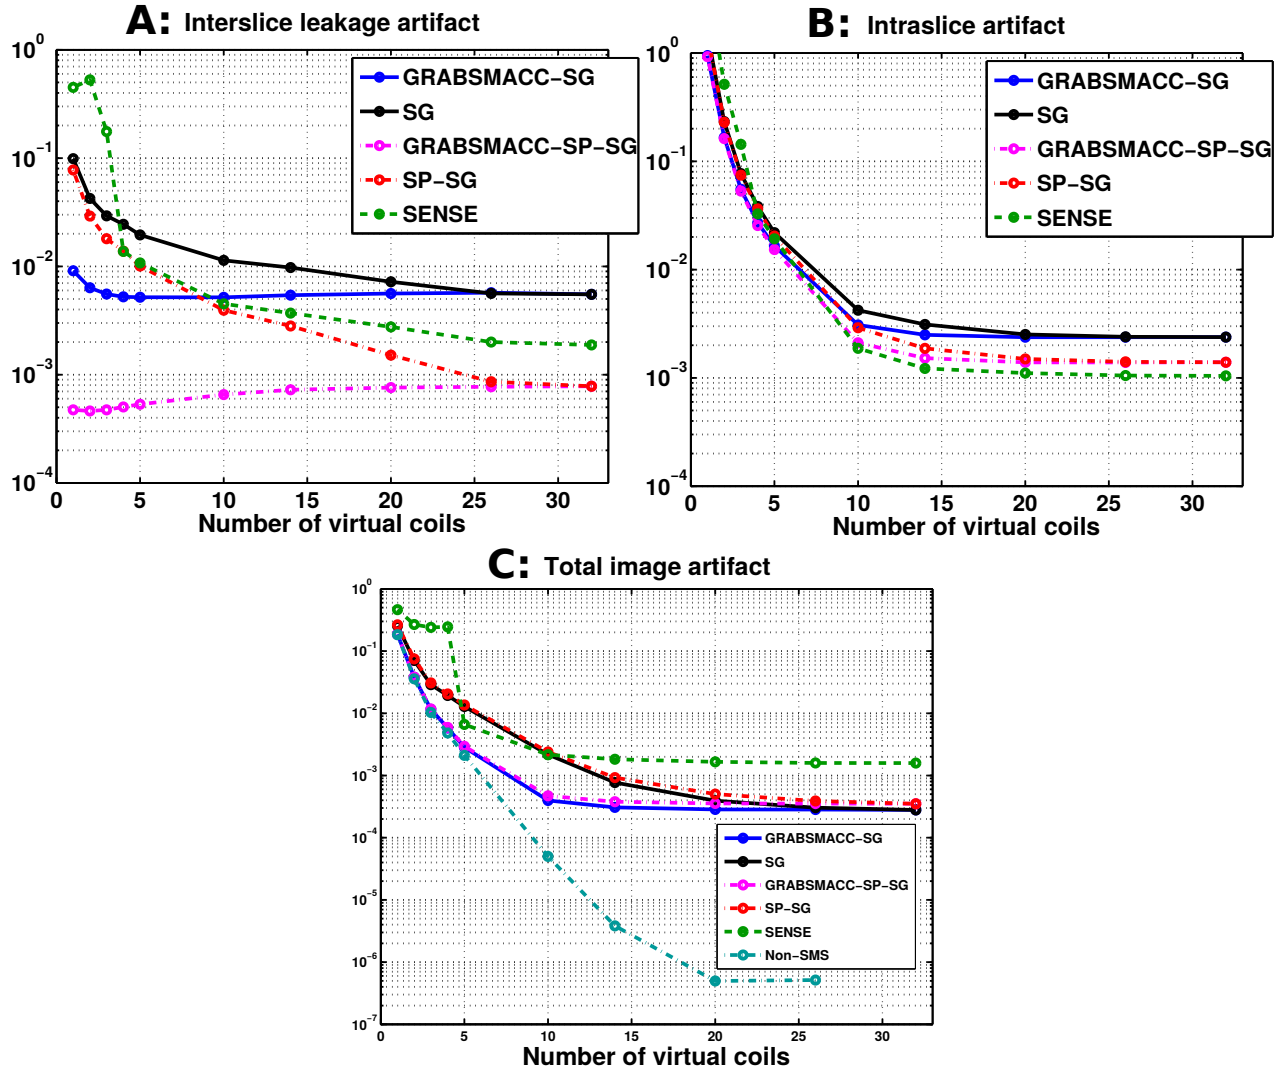 A: Interslice leakage artifact
10^0
10^−1
10^−2
10^−3
10^−4
GRABSMACC−SG
SG
GRABSMACC−SP−SG
SP−SG
SENSE
0 5 10 15 20 25 30
Number of virtual coils
B: Intraslice artifact
10^0
10^−1
10^−2
10^−3
10^−4
GRABSMACC−SG
SG
GRABSMACC−SP−SG
SP−SG
SENSE
0 5 10 15 20 25 30
Number of virtual coils
C: Total image artifact
10^0
10^−1
10^−2
10^−3
10^−4
10^−5
10^−6
10^−7
GRABSMACC−SG
SG
GRABSMACC−SP−SG
SP−SG
SENSE
Non−SMS
0 5 10 15 20 25 30
Number of virtual coils